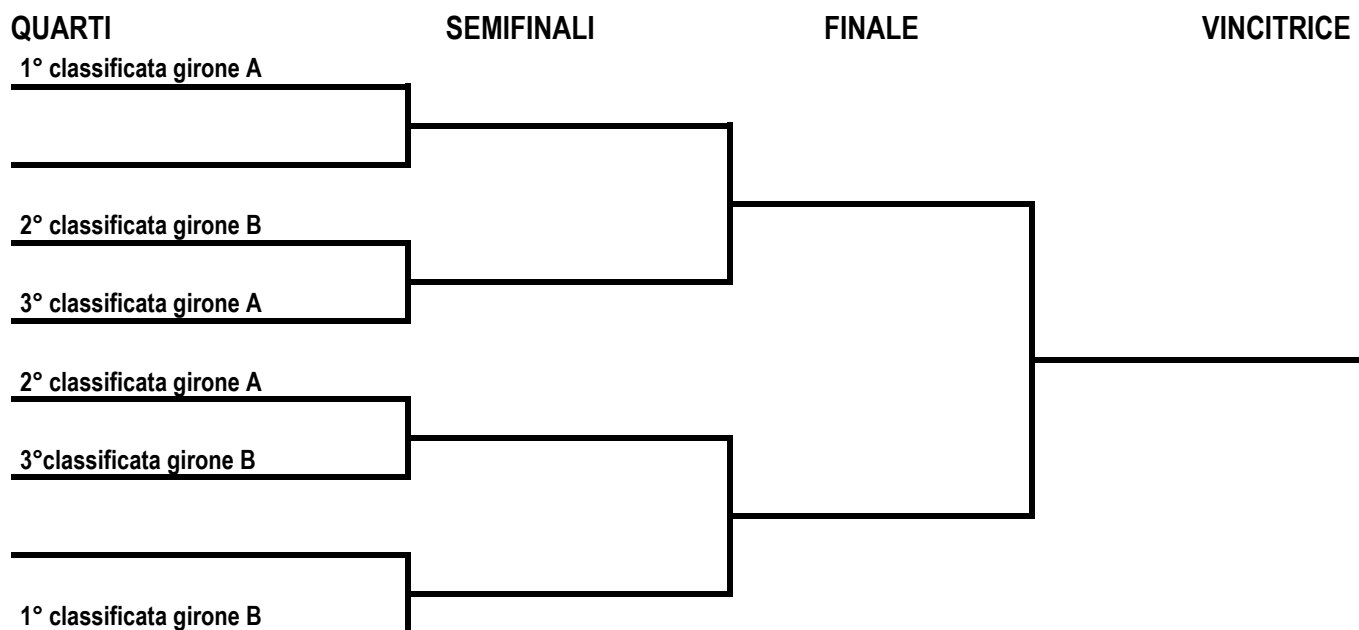 QUARTI SEMIFINALI FINALE VINCITRICE
1° classificata girone A
2° classificata girone B
3° classificata girone A
2° classificata girone A
3°classificata girone B
1° classificata girone B